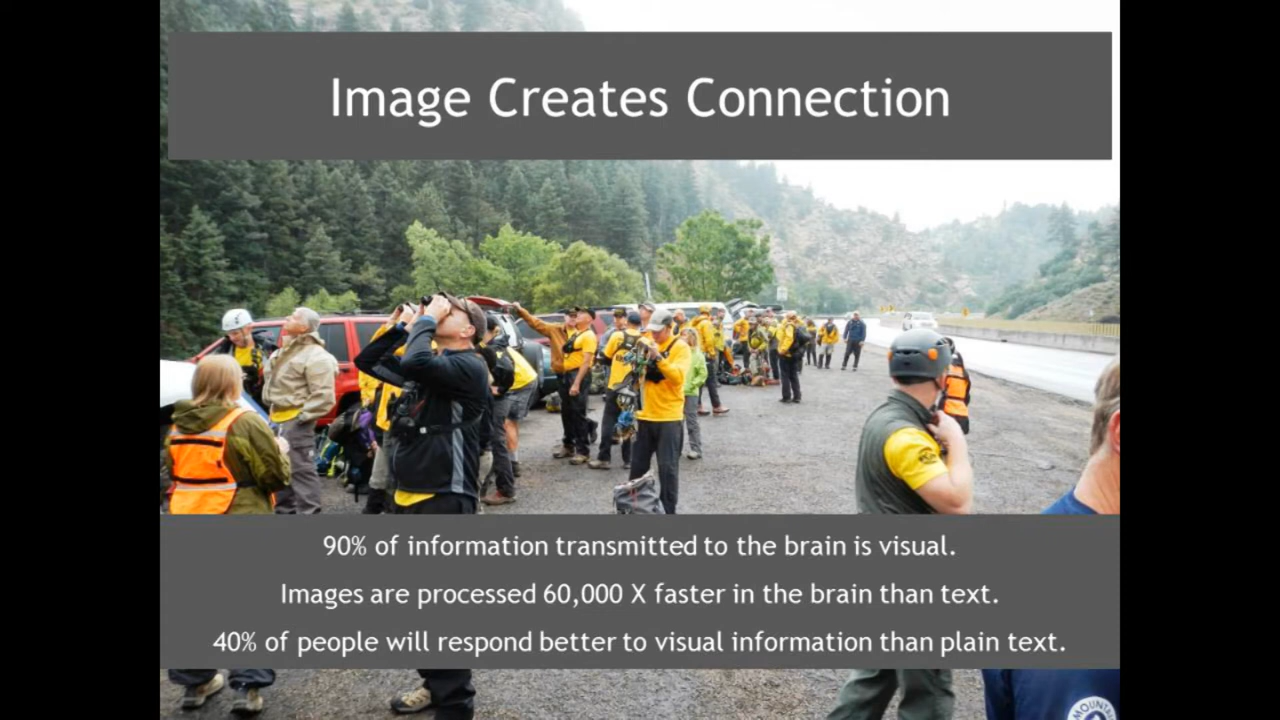 Image Creates Connection
90% of information transmitted to the brain is visual.
Images are processed 60,000 X faster in the brain than text.
40% of people will respond better to visual information than plain text.
MOUNTAI